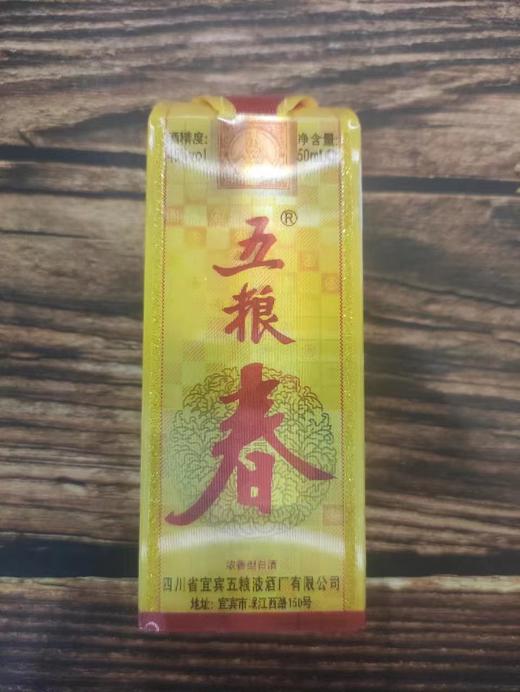 酒精度:
净含量
50ml
®
五粮春
浓香型白酒
四川省宜宾五粮液酒厂有限公司
地址: 宜宾市岷江西路150号